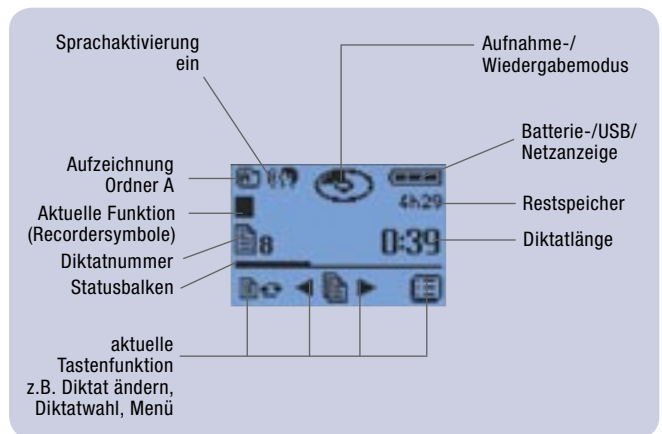 Sprachaktivierung
ein
Aufnahme-/
Wiedergabemodus
Batterie-/USB/
Netzanzeige
Aufzeichnung
Ordner A
4h29
Restspeicher
Aktuelle Funktion
(Recordersymbole)
8
0:39
Diktatlänge
Diktatnummer
Statusbalken
aktuelle
Tastenfunktion
z.B. Diktat ändern,
Diktatwahl, Menü